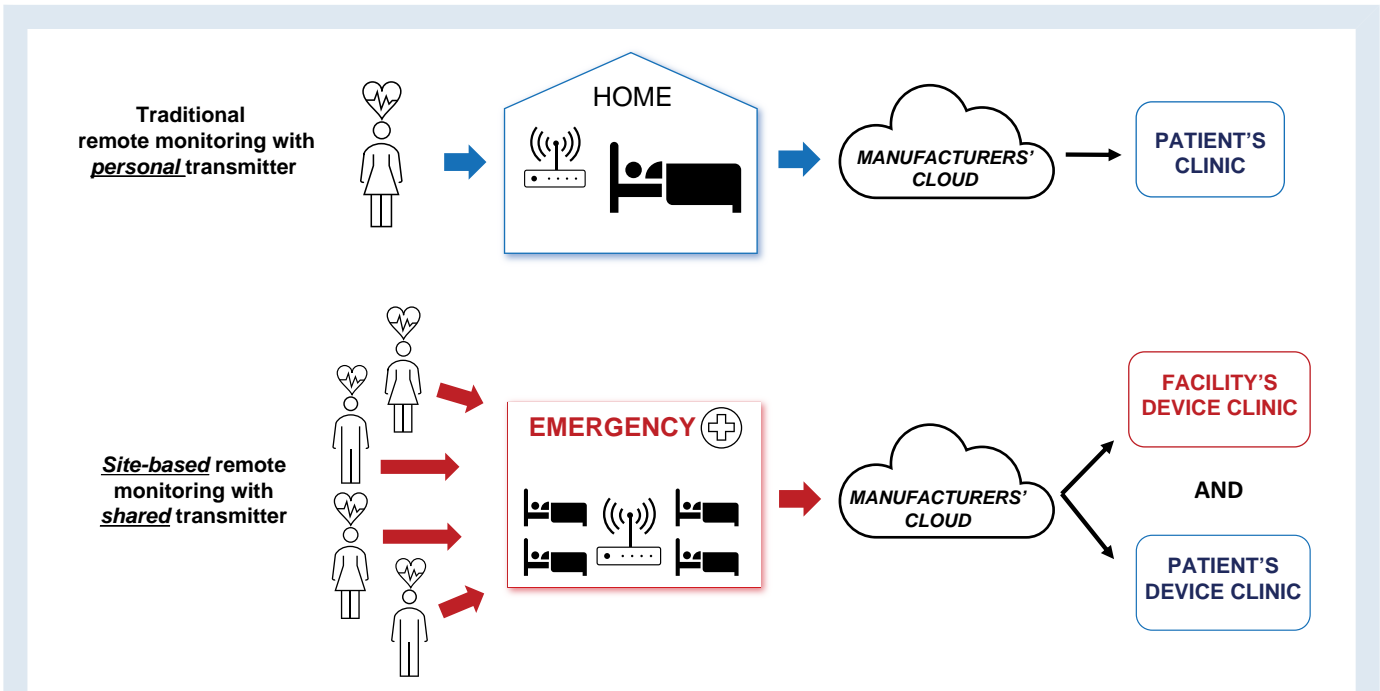 Traditional
remote monitoring with
personal transmitter
HOME
MANUFACTURERS'
CLOUD
PATIENT'S
CLINIC
Site-based remote
monitoring with
shared transmitter
EMERGENCY
MANUFACTURERS'
CLOUD
FACILITY'S
DEVICE CLINIC
AND
PATIENT'S
DEVICE CLINIC